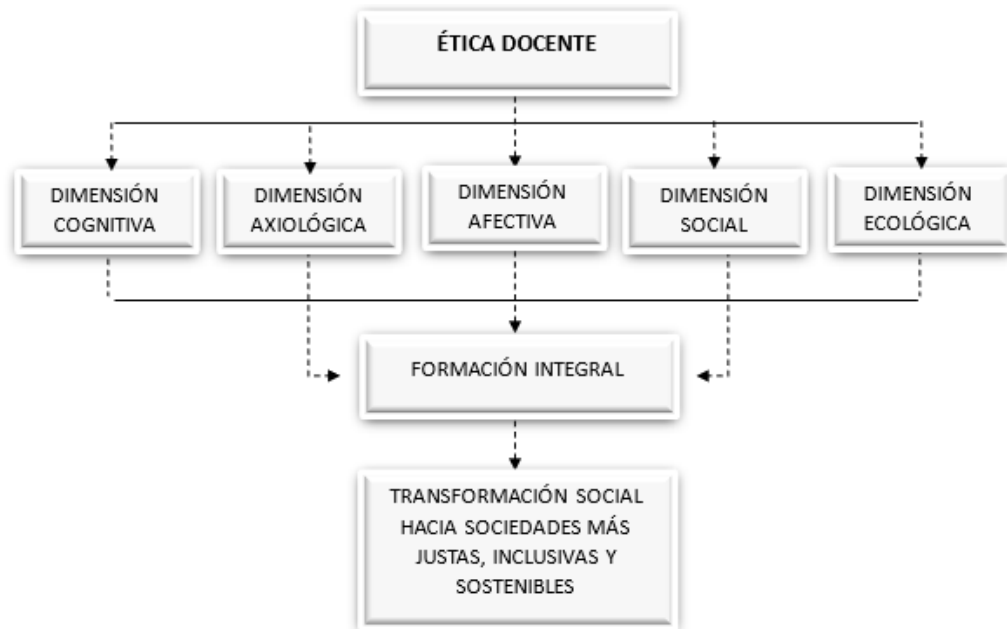 ÉTICA DOCENTE
DIMENSIÓN
COGNITIVA
DIMENSIÓN
AXIOLÓGICA
DIMENSIÓN
AFECTIVA
DIMENSIÓN
SOCIAL
DIMENSIÓN
ECOLÓGICA
FORMACIÓN INTEGRAL
TRANSFORMACIÓN SOCIAL
HACIA SOCIEDADES MÁS
JUSTAS, INCLUSIVAS Y
SOSTENIBLES